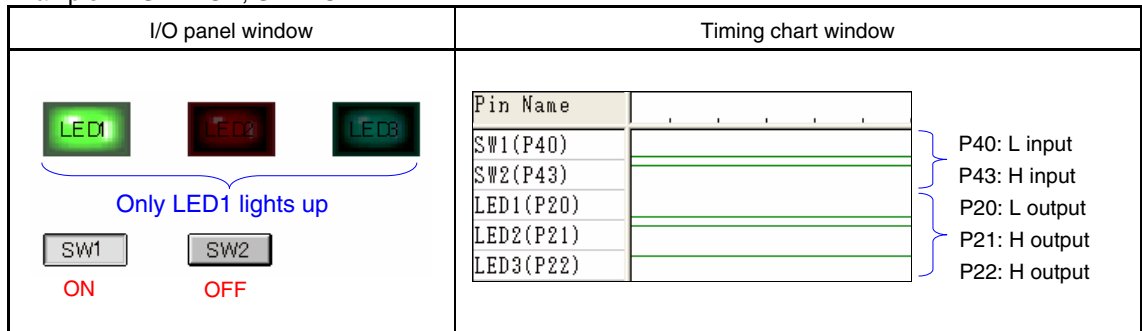 I/O panel window
Timing chart window
LED1
LED2
LED3
Only LED1 lights up
SW1
SW2
ON
OFF
Pin Name
SW1(P40)
SW2(P43)
LED1(P20)
LED2(P21)
LED3(P22)
P40: L input
P43: H input
P20: L output
P21: H output
P22: H output